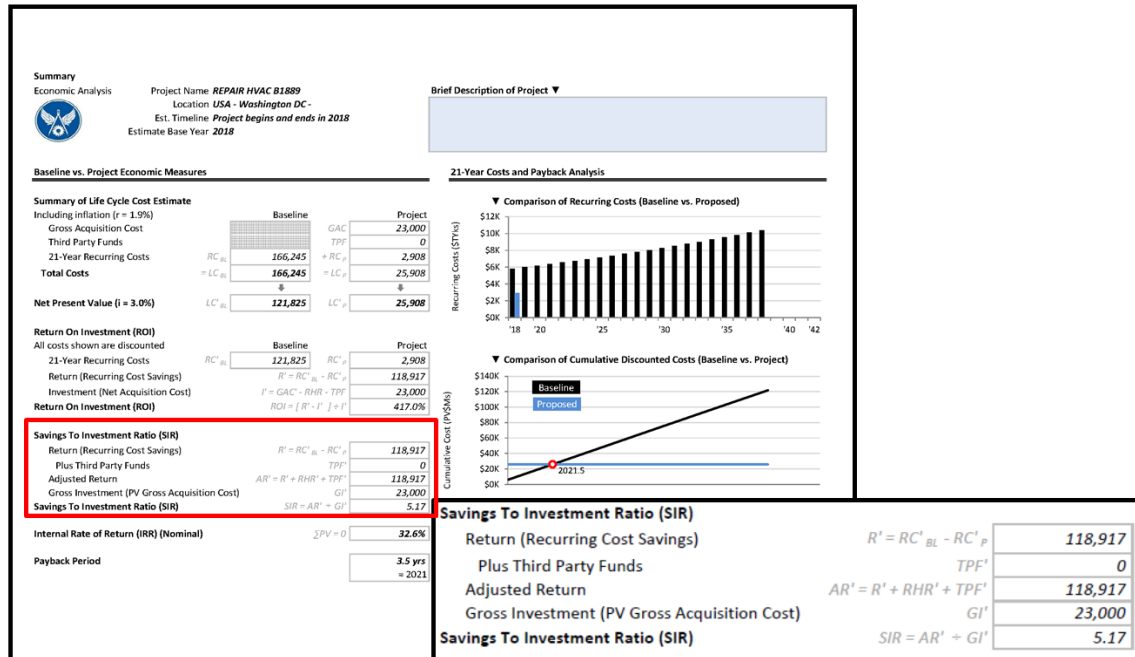 Summary
Economic Analysis
Project Name REPAIR HVAC B1889
Location USA - Washington DC -
Est. Timeline Project begins and ends in 2018
Estimate Base Year 2018
Brief Description of Project ▼
Baseline vs. Project Economic Measures
Summary of Life Cycle Cost Estimate
Including inflation (r = 1.9%) Baseline Project
Gross Acquisition Cost GAC 23,000
Third Party Funds TPF 0
21-Year Recurring Costs RC BL 166,245 + RC P 2,908
Total Costs = LC BL 166,245 = LC P 25,908
Net Present Value (i = 3.0%) LC' BL 121,825 LC' P 25,908
Return On Investment (ROI)
All costs shown are discounted Baseline Project
21-Year Recurring Costs RC' BL 121,825 RC' P 2,908
Return (Recurring Cost Savings) R' = RC' BL - RC' P 118,917
Investment (Net Acquisition Cost) I' = GAC' - RHR - TPF 23,000
Return On Investment (ROI) ROI = [ R' - I' ] ÷ I' 417.0%
Savings To Investment Ratio (SIR)
Return (Recurring Cost Savings) R' = RC' BL - RC' P 118,917
Plus Third Party Funds TPF' 0
Adjusted Return AR' = R' + RHR' + TPF' 118,917
Gross Investment (PV Gross Acquisition Cost) GI' 23,000
Savings To Investment Ratio (SIR) SIR = AR' ÷ GI' 5.17
Internal Rate of Return (IRR) (Nominal) ∑PV = 0 32.6%
Payback Period 3.5 yrs
= 2021
21-Year Costs and Payback Analysis
▼ Comparison of Recurring Costs (Baseline vs. Proposed)
Recurring Costs ($TYks)
$12K
$10K
$8K
$6K
$4K
$2K
$0K
'18 '20 '25 '30 '35 '40 '42
▼ Comparison of Cumulative Discounted Costs (Baseline vs. Project)
Cumulative Cost (PV$Ms)
$140K
$120K
$100K
$80K
$60K
$40K
$20K
$0K
Baseline
Proposed
2021.5
Savings To Investment Ratio (SIR)
Return (Recurring Cost Savings) R' = RC' BL - RC' P 118,917
Plus Third Party Funds TPF' 0
Adjusted Return AR' = R' + RHR' + TPF' 118,917
Gross Investment (PV Gross Acquisition Cost) GI' 23,000
Savings To Investment Ratio (SIR) SIR = AR' ÷ GI' 5.17